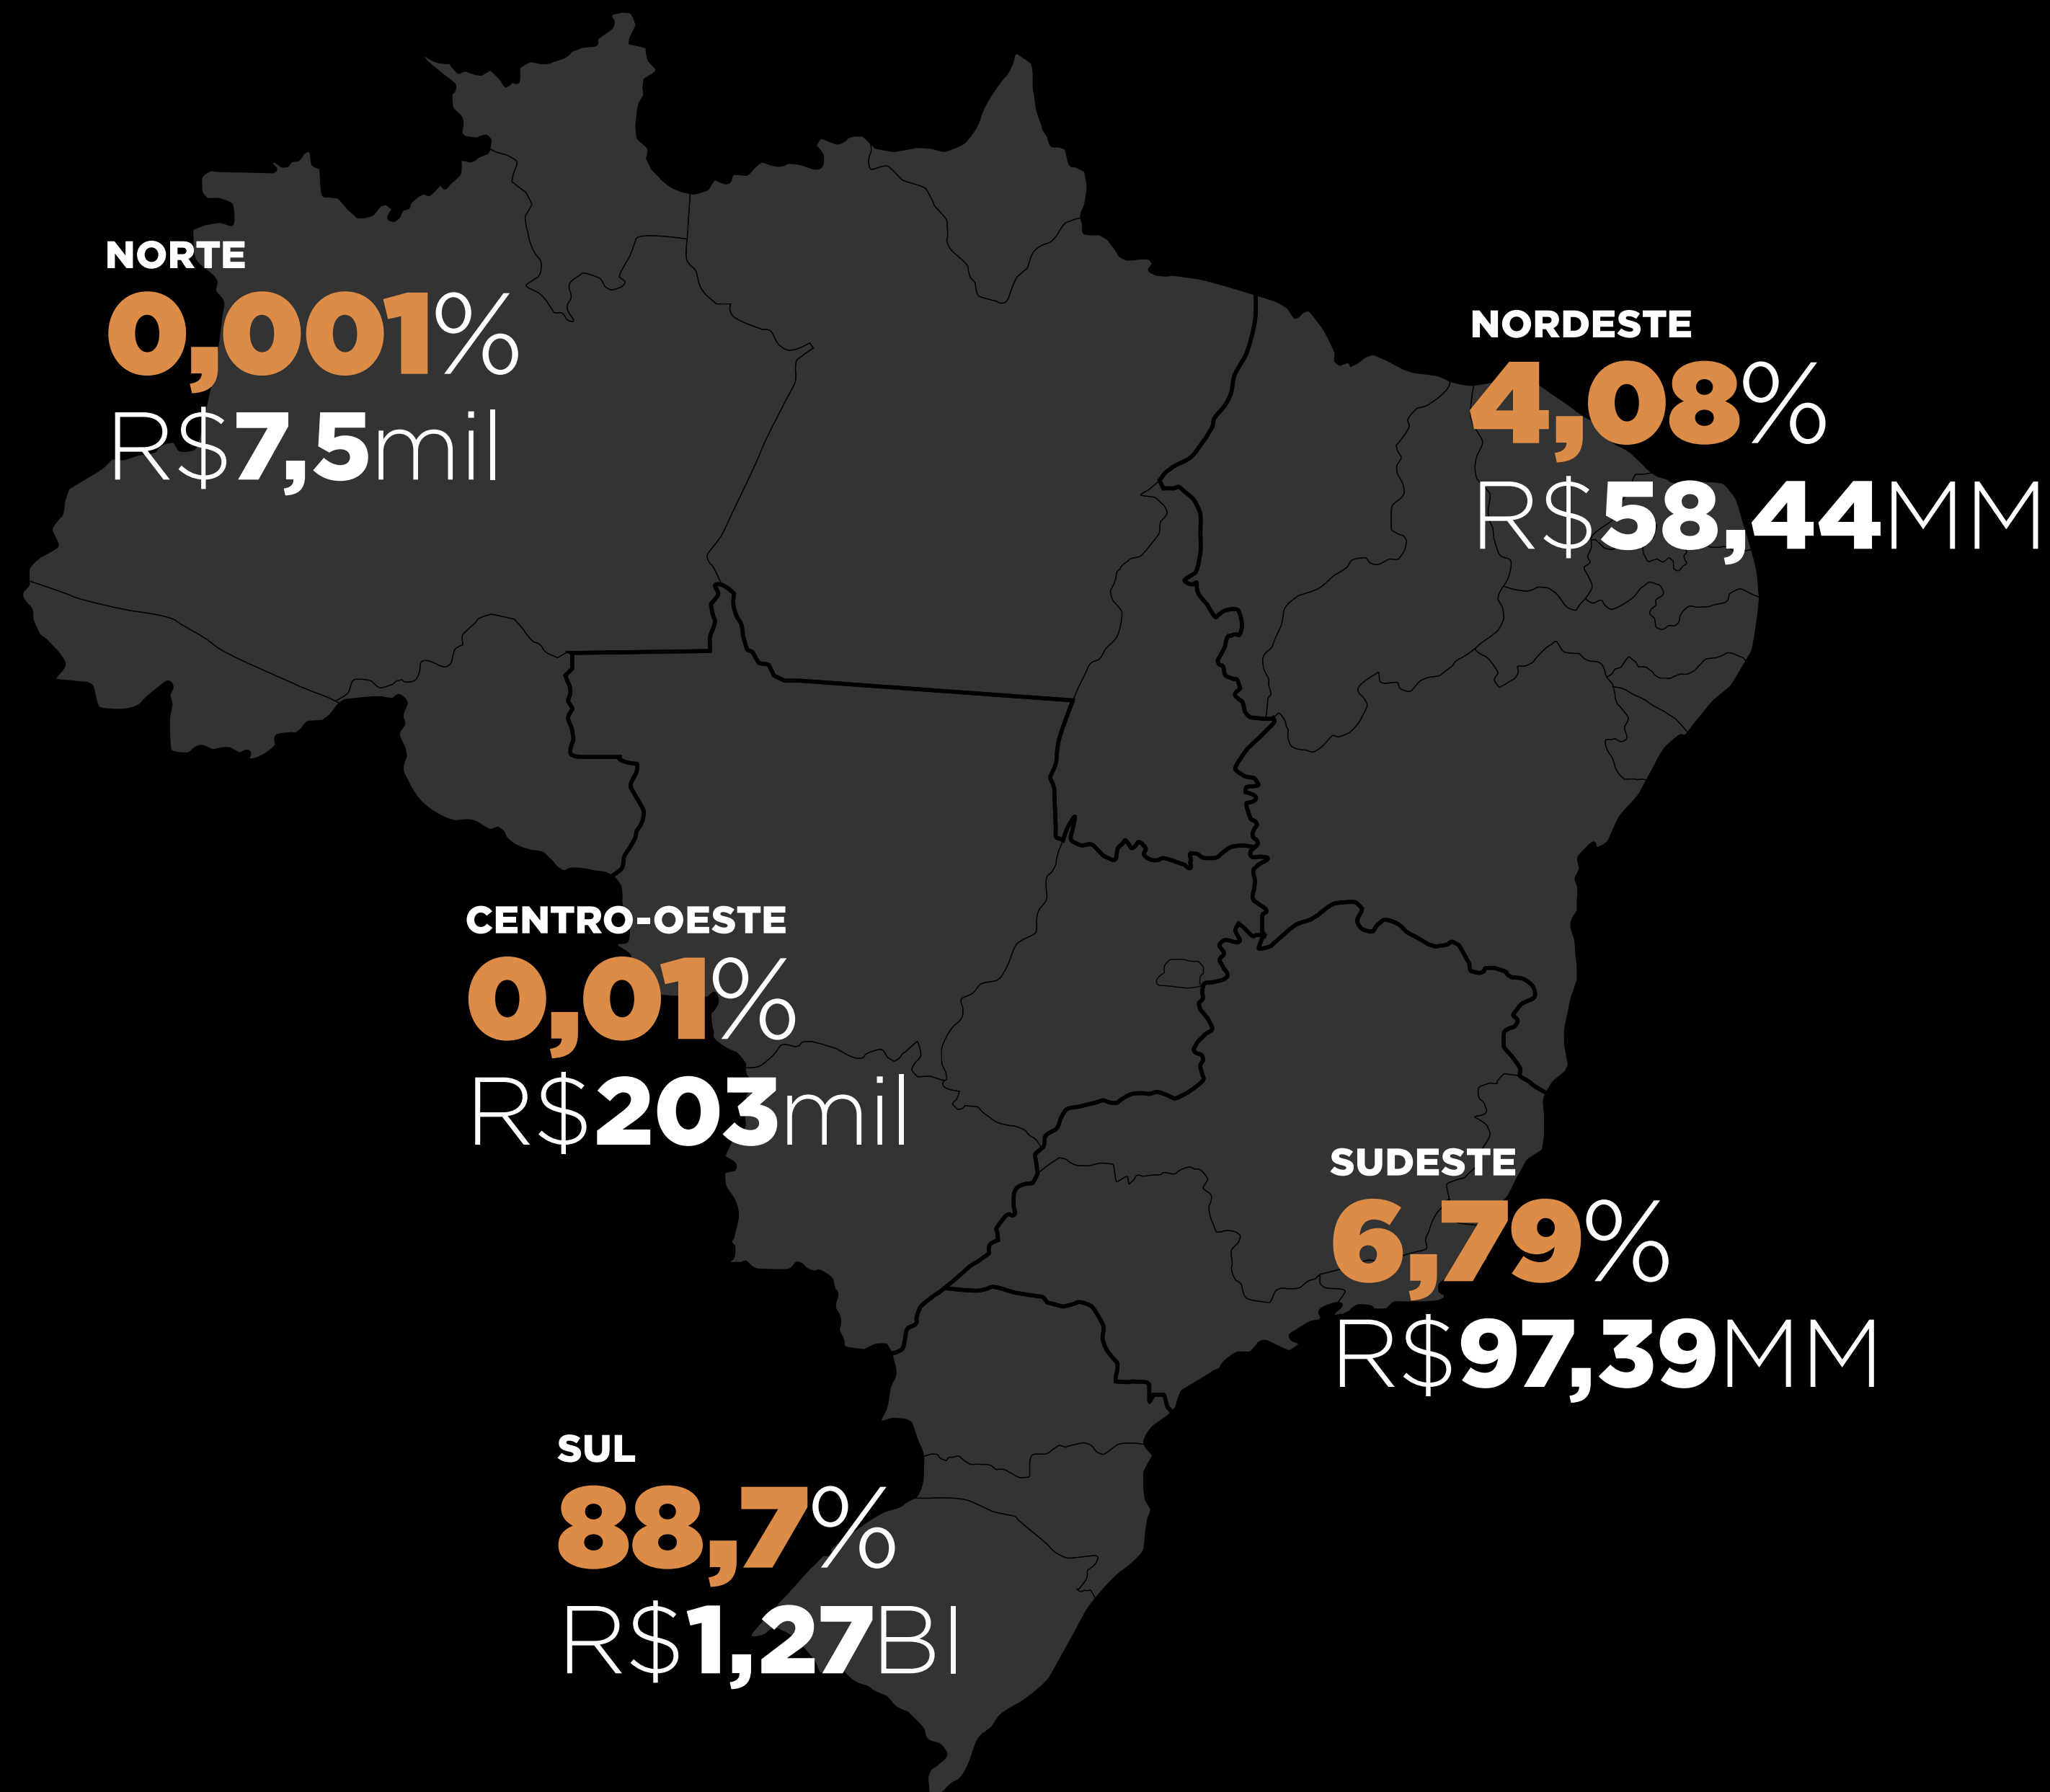 NORTE
0,001%
R$7,5mil
NORDESTE
4,08%
R$58,44MM
CENTRO-OESTE
0,01%
R$203mil
SUDESTE
6,79%
R$97,39MM
SUL
88,7%
R$1,27BI